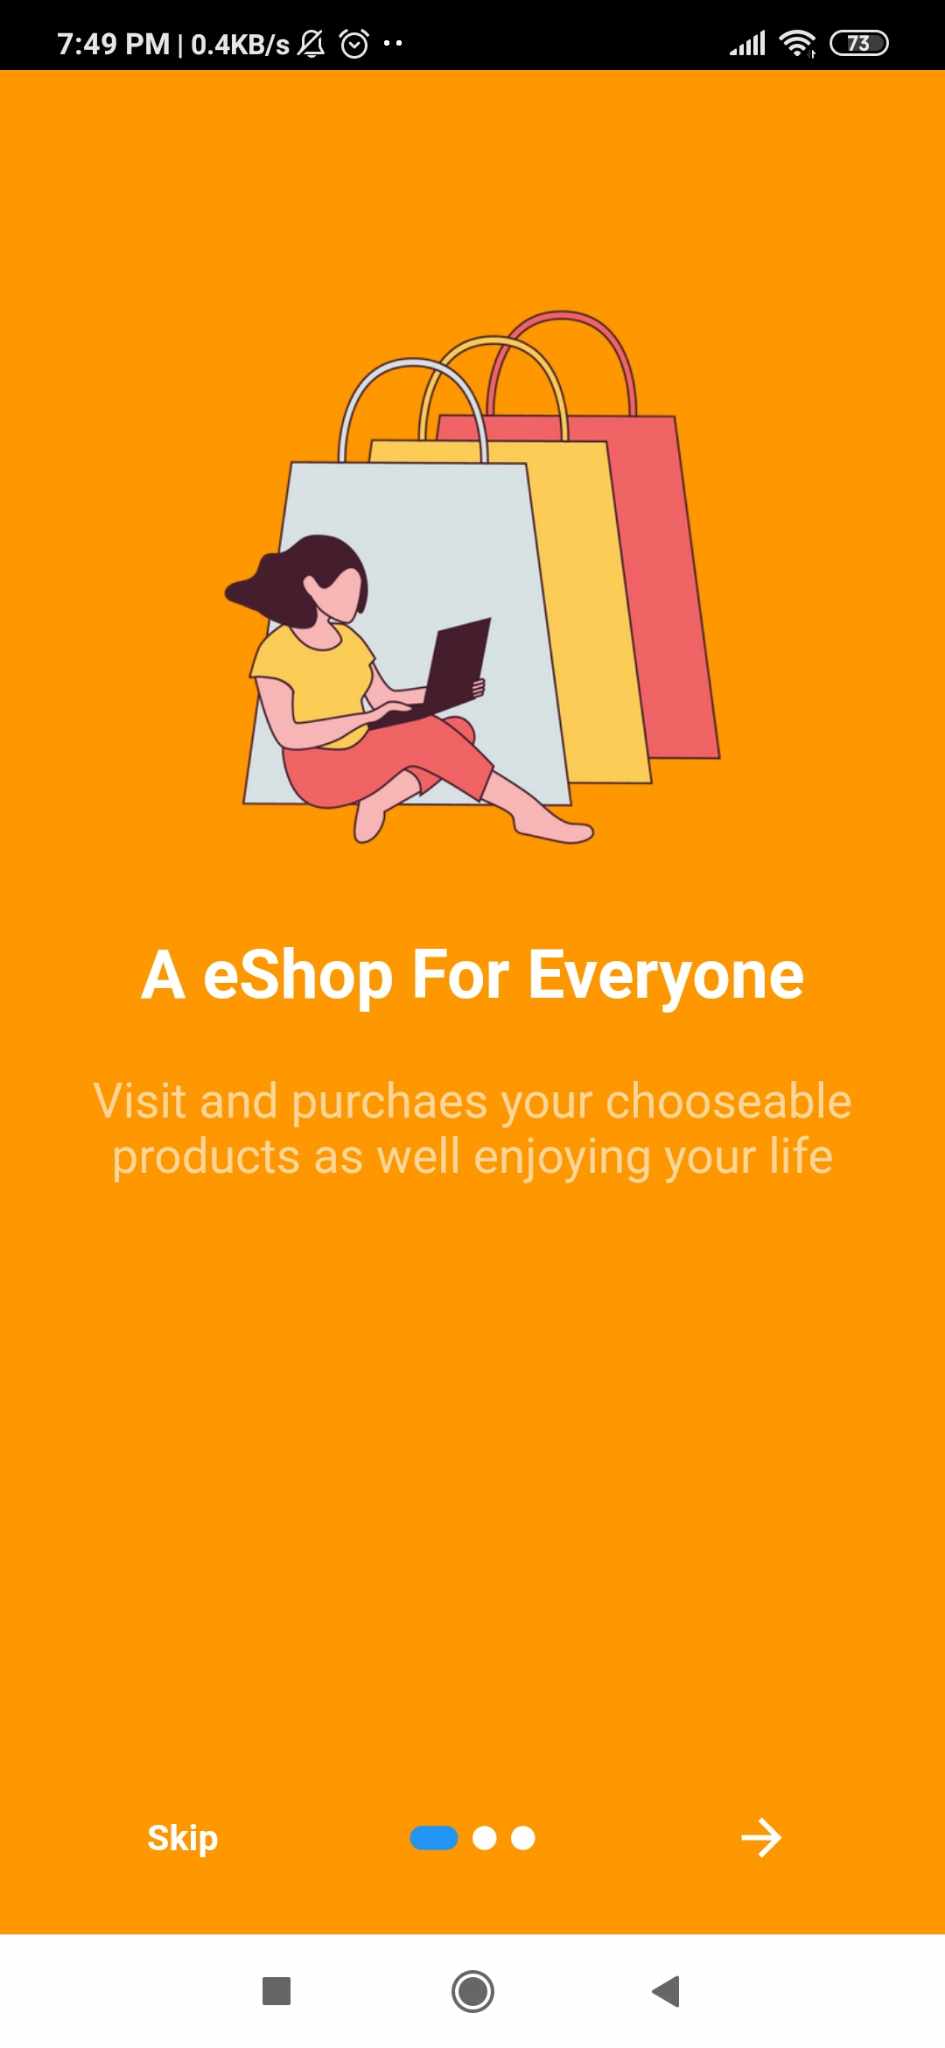 7:49 PM | 0.4KB/s
73
A eShop For Everyone
Visit and purchaes your chooseable
products as well enjoying your life
Skip